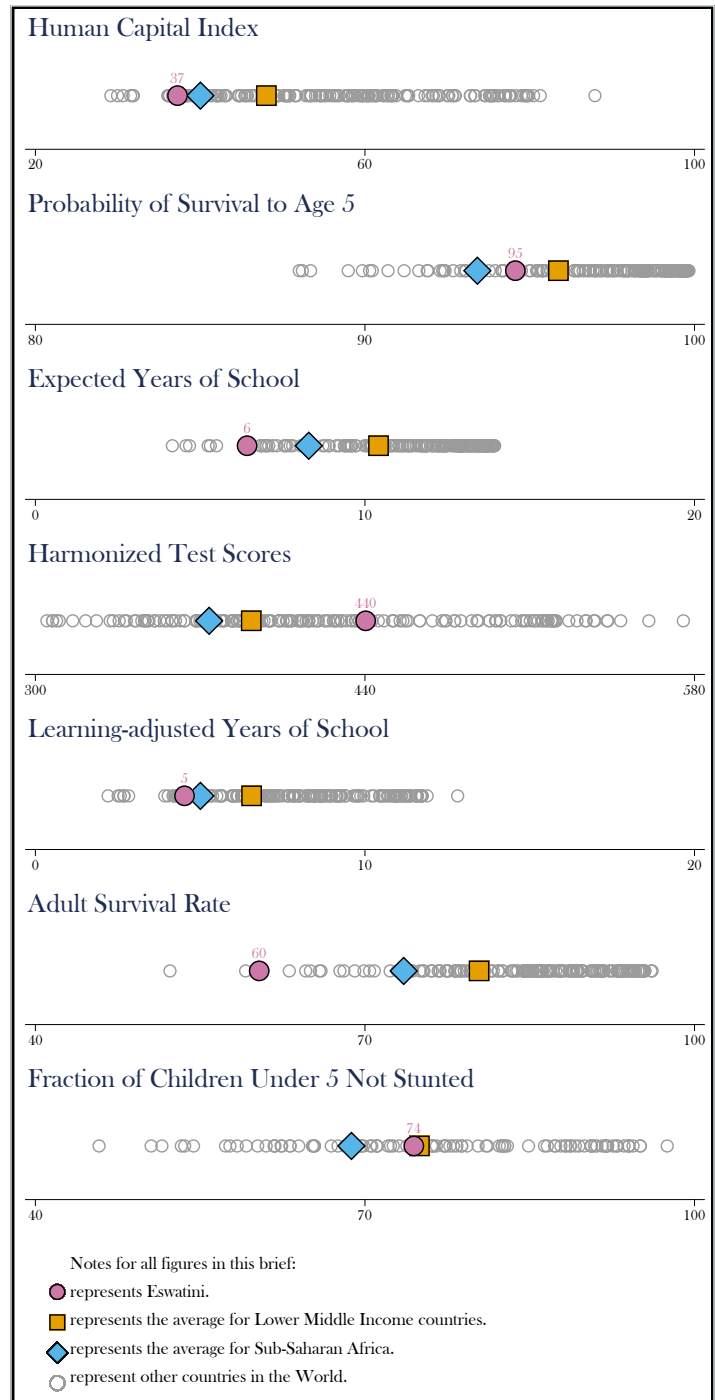 Human Capital Index
37
20 60 100
Probability of Survival to Age 5
95
80 90 100
Expected Years of School
6
0 10 20
Harmonized Test Scores
440
300 440 580
Learning-adjusted Years of School
5
0 10 20
Adult Survival Rate
60
40 70 100
Fraction of Children Under 5 Not Stunted
74
40 70 100
Notes for all figures in this brief:
represents Eswatini.
represents the average for Lower Middle Income countries.
represents the average for Sub-Saharan Africa.
represent other countries in the World.